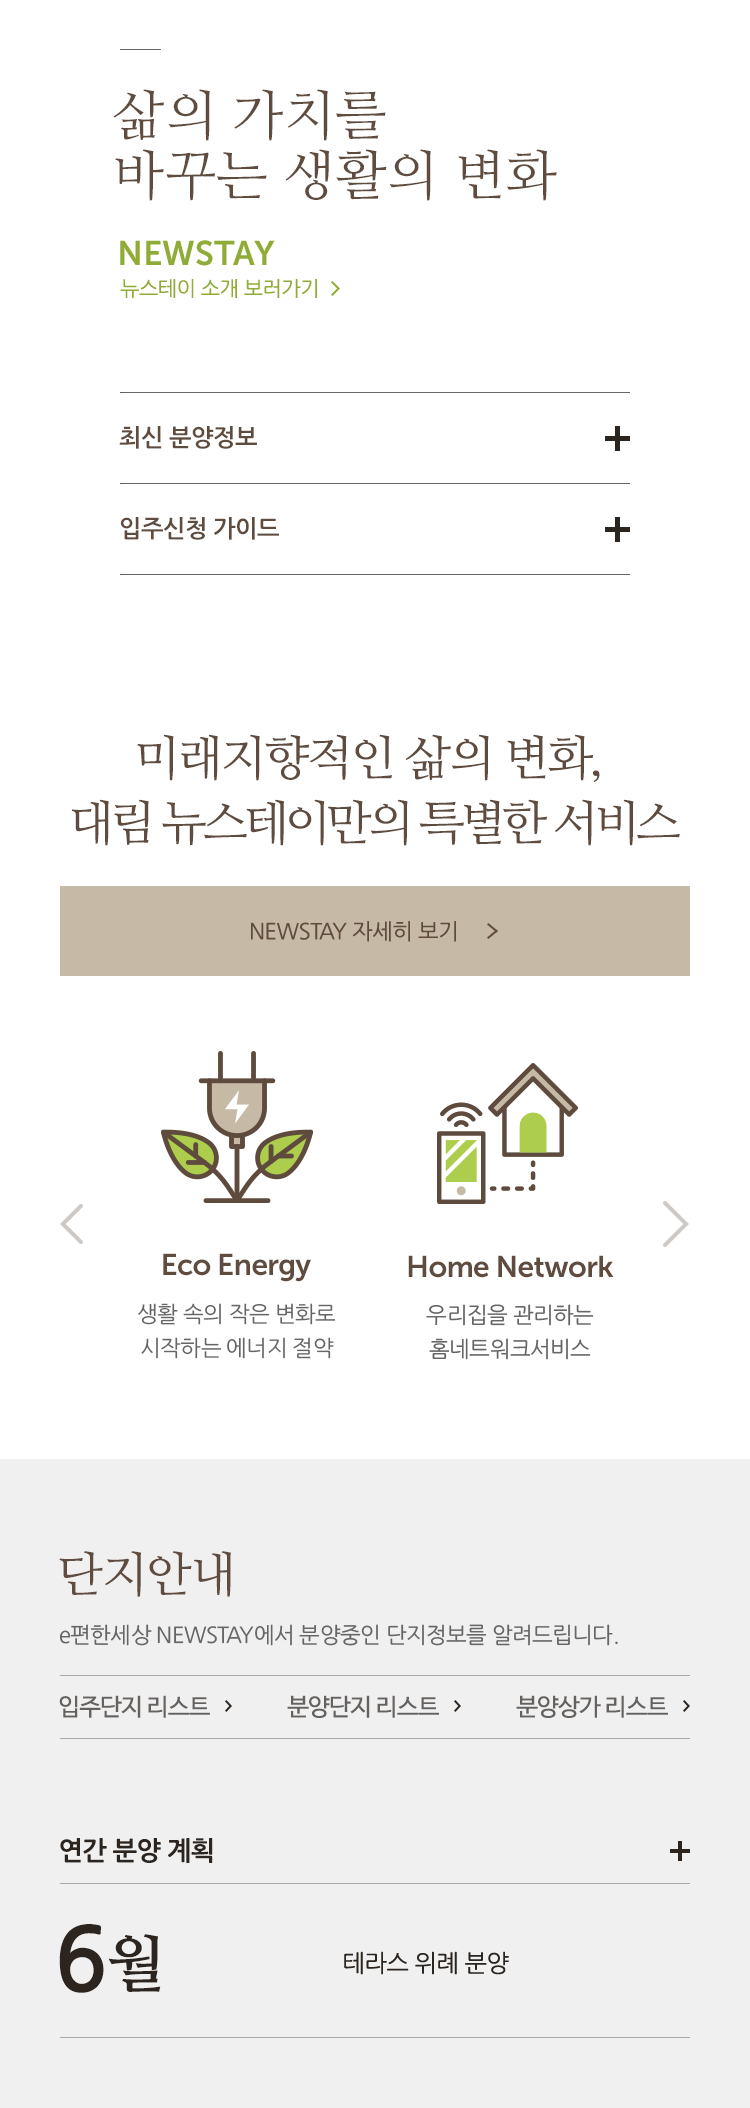 삶의 가치를
바꾸는 생활의 변화
NEWSTAY
뉴스테이 소개 보러가기
최신 분양정보
입주신청 가이드
미래지향적인 삶의 변화,
대림 뉴스테이만의 특별한 서비스
NEWSTAY 자세히 보기
Eco Energy
생활 속의 작은 변화로
시작하는 에너지 절약
Home Network
우리집을 관리하는
홈네트워크서비스
단지안내
e편한세상 NEWSTAY에서 분양중인 단지정보를 알려드립니다.
입주단지 리스트
분양단지 리스트
분양상가 리스트
연간 분양 계획
6월
테라스 위례 분양